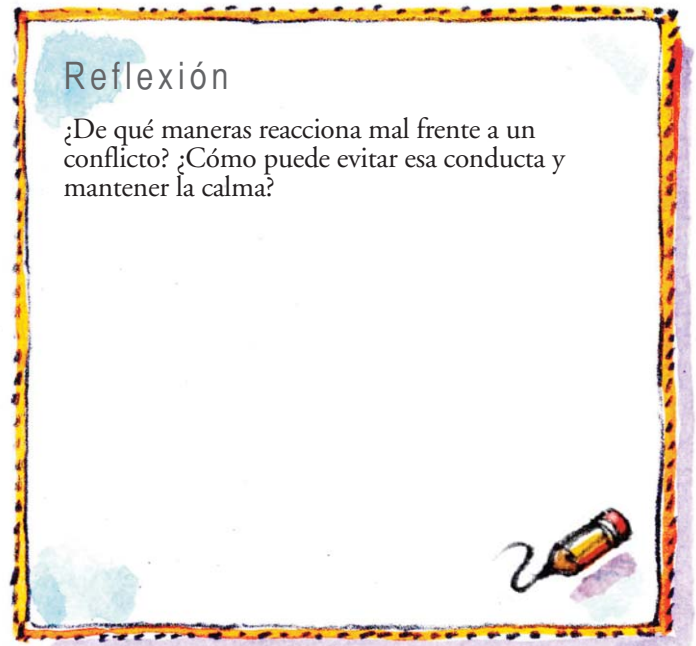 Reflexión
¿De qué maneras reacciona mal frente a un
conflicto? ¿Cómo puede evitar esa conducta y
mantener la calma?